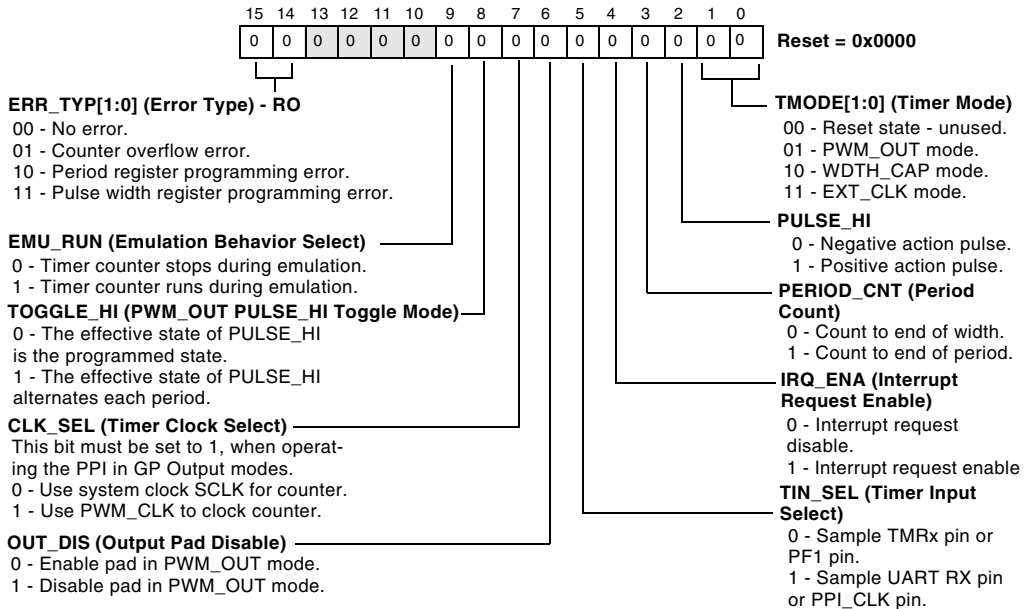 15 14 13 12 11 10 9 8 7 6 5 4 3 2 1 0
0 0 0 0 0 0 0 0 0 0 0 0 0 0 0 0 Reset = 0x0000
ERR_TYP[1:0] (Error Type) - RO
00 - No error.
01 - Counter overflow error.
10 - Period register programming error.
11 - Pulse width register programming error.
EMU_RUN (Emulation Behavior Select)
0 - Timer counter stops during emulation.
1 - Timer counter runs during emulation.
TOGGLE_HI (PWM_OUT PULSE_HI Toggle Mode)
0 - The effective state of PULSE_HI
is the programmed state.
1 - The effective state of PULSE_HI
alternates each period.
CLK_SEL (Timer Clock Select)
This bit must be set to 1, when operat-
ing the PPI in GP Output modes.
0 - Use system clock SCLK for counter.
1 - Use PWM_CLK to clock counter.
OUT_DIS (Output Pad Disable)
0 - Enable pad in PWM_OUT mode.
1 - Disable pad in PWM_OUT mode.
TMODE[1:0] (Timer Mode)
00 - Reset state - unused.
01 - PWM_OUT mode.
10 - WDTH_CAP mode.
11 - EXT_CLK mode.
PULSE_HI
0 - Negative action pulse.
1 - Positive action pulse.
PERIOD_CNT (Period
Count)
0 - Count to end of width.
1 - Count to end of period.
IRQ_ENA (Interrupt
Request Enable)
0 - Interrupt request
disable.
1 - Interrupt request enable
TIN_SEL (Timer Input
Select)
0 - Sample TMRx pin or
PF1 pin.
1 - Sample UART RX pin
or PPI_CLK pin.